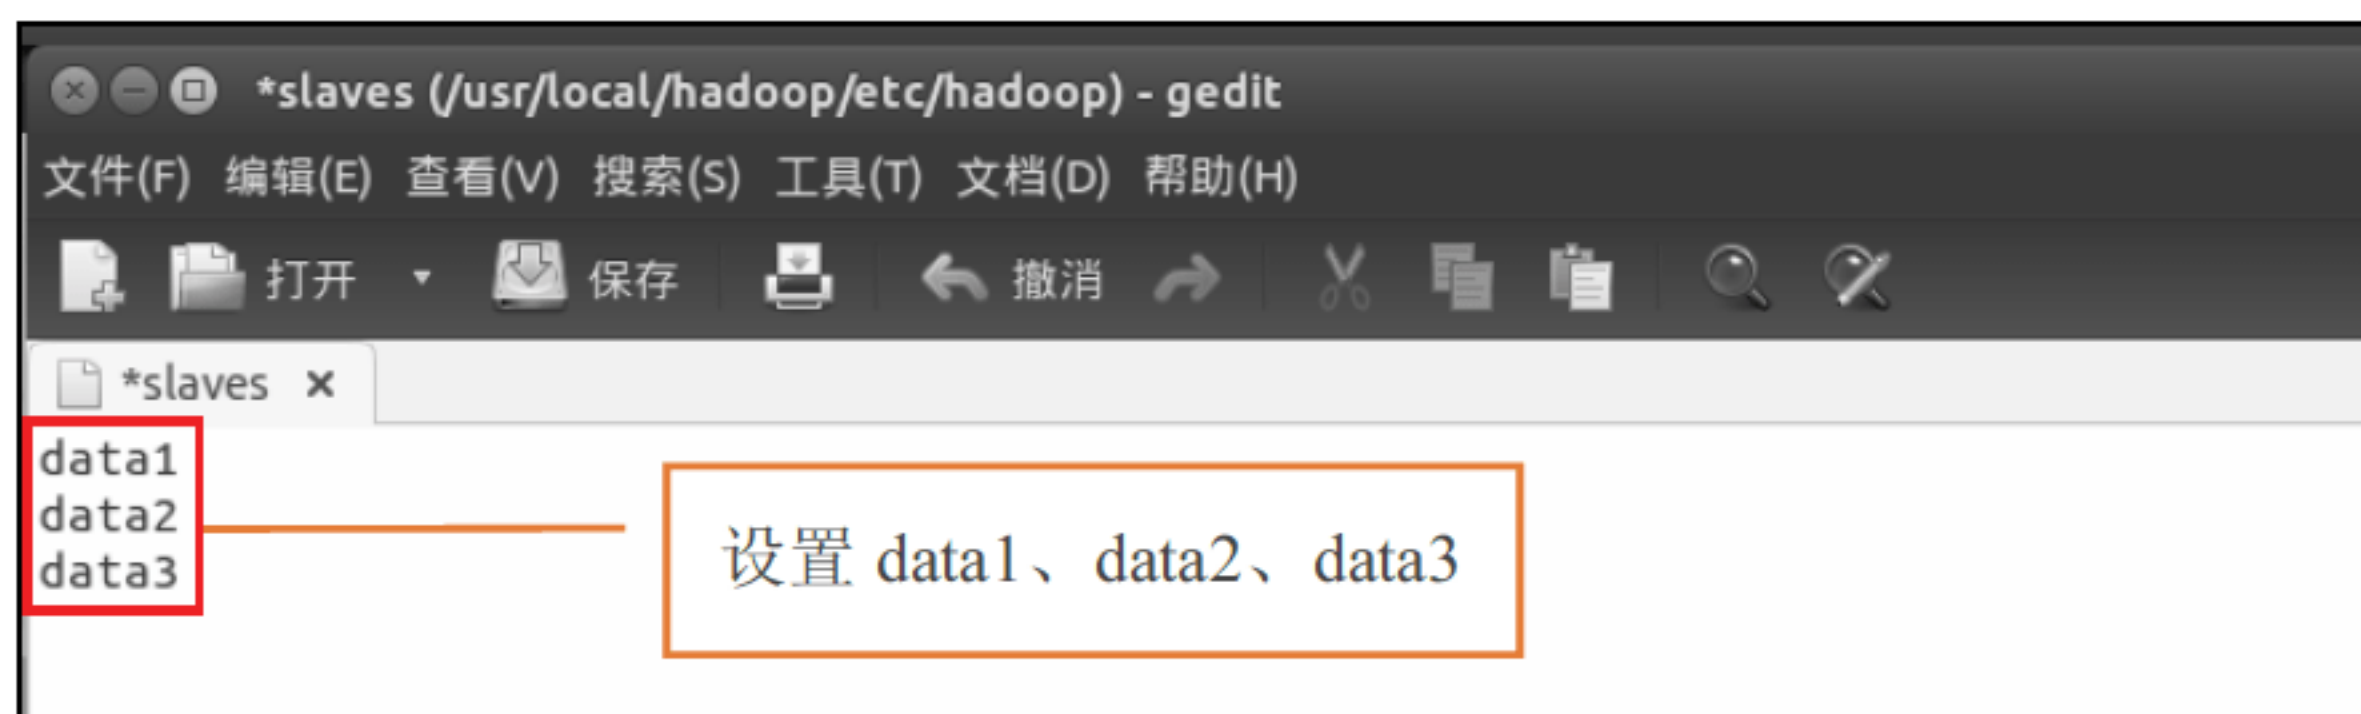 *slaves (/usr/local/hadoop/etc/hadoop) - gedit
文件(F) 编辑(E) 查看(V) 搜索(S) 工具(T) 文档(D) 帮助(H)
打开 保存 撤消
*slaves
data1
data2
data3
设置 data1、data2、data3